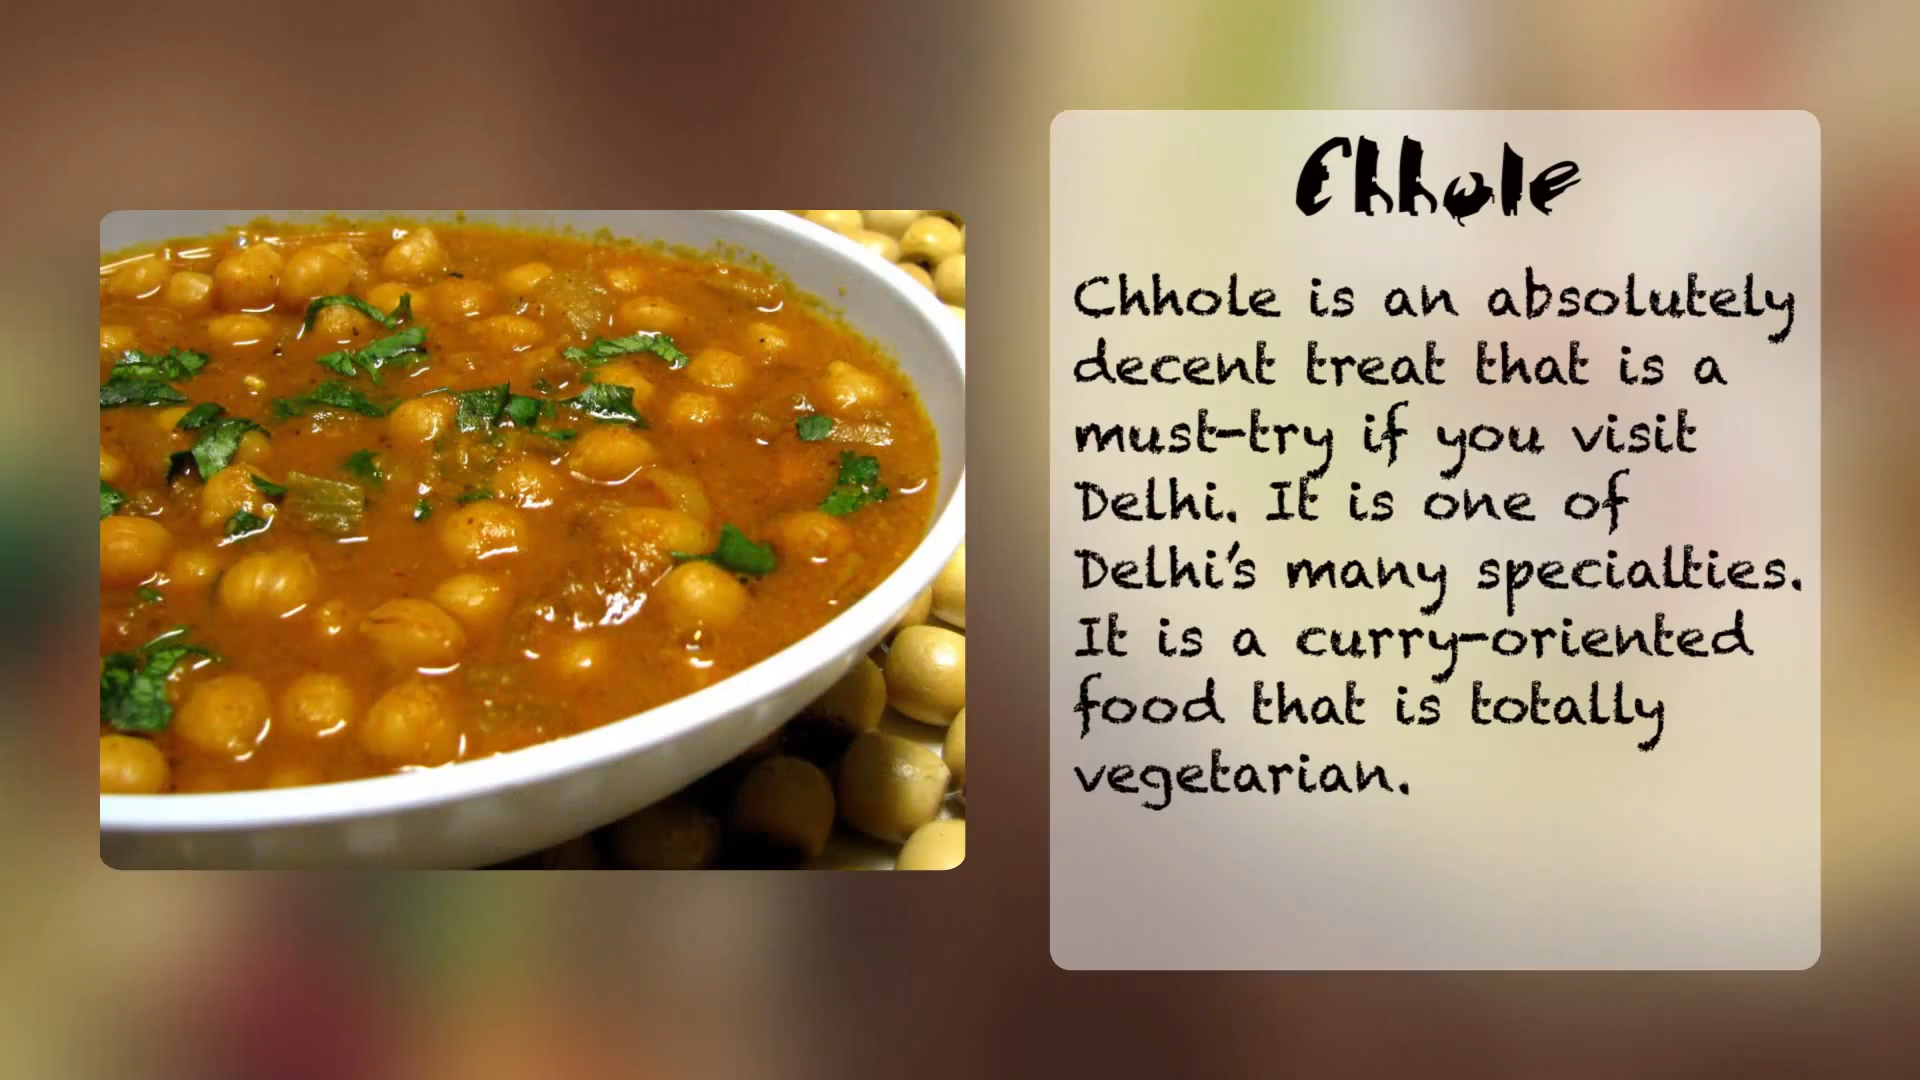 Chhole
Chhole is an absolutely
decent treat that is a
must-try if you visit
Delhi. It is one of
Delhi's many specialties.
It is a curry-oriented
food that is totally
vegetarian.